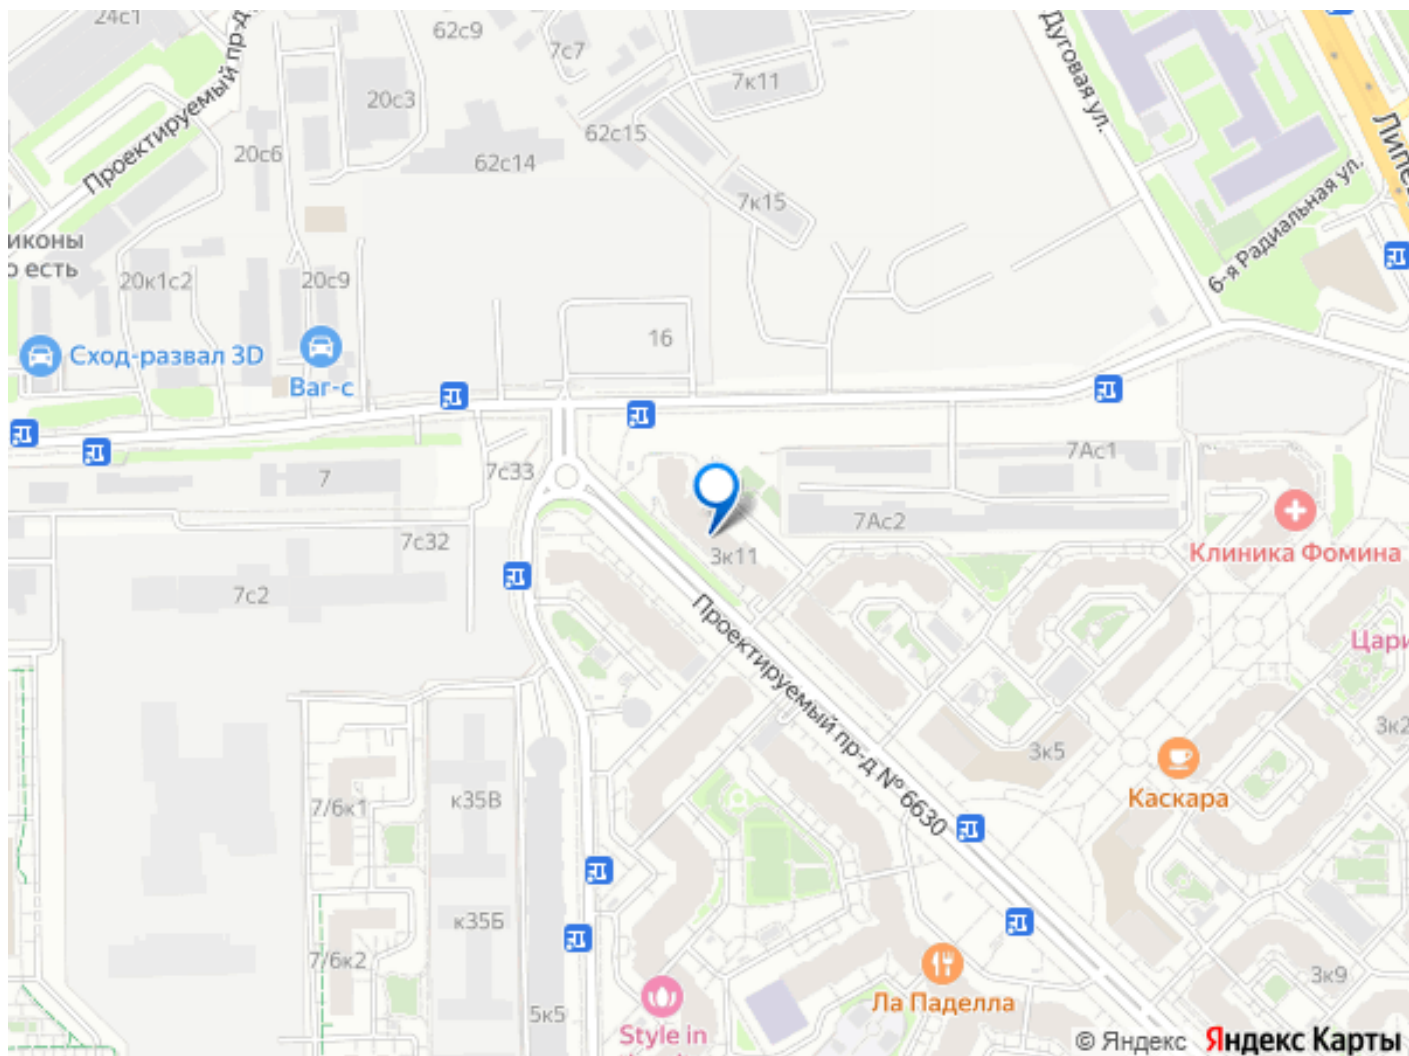 24с1
62с9
7с7
7к11
Дуговая ул.
Проектируемый пр-д
20с3
62с15
20с6
62с14
7к15
6-я Радиальная ул.
иконы
о есть
20к1с2
20с9
16
Сход-развал 3D
Ваг-с
7с33
7
7Ас1
7Ас2
7с32
3к11
Клиника Фомина
7с2
Проектируемый пр-д № 6630
3к5
3к2
Каскара
7/6к1
к35В
к35Б
7/6к2
3к9
Ла Паделла
5к5
Style in
© Яндекс Яндекс Карты